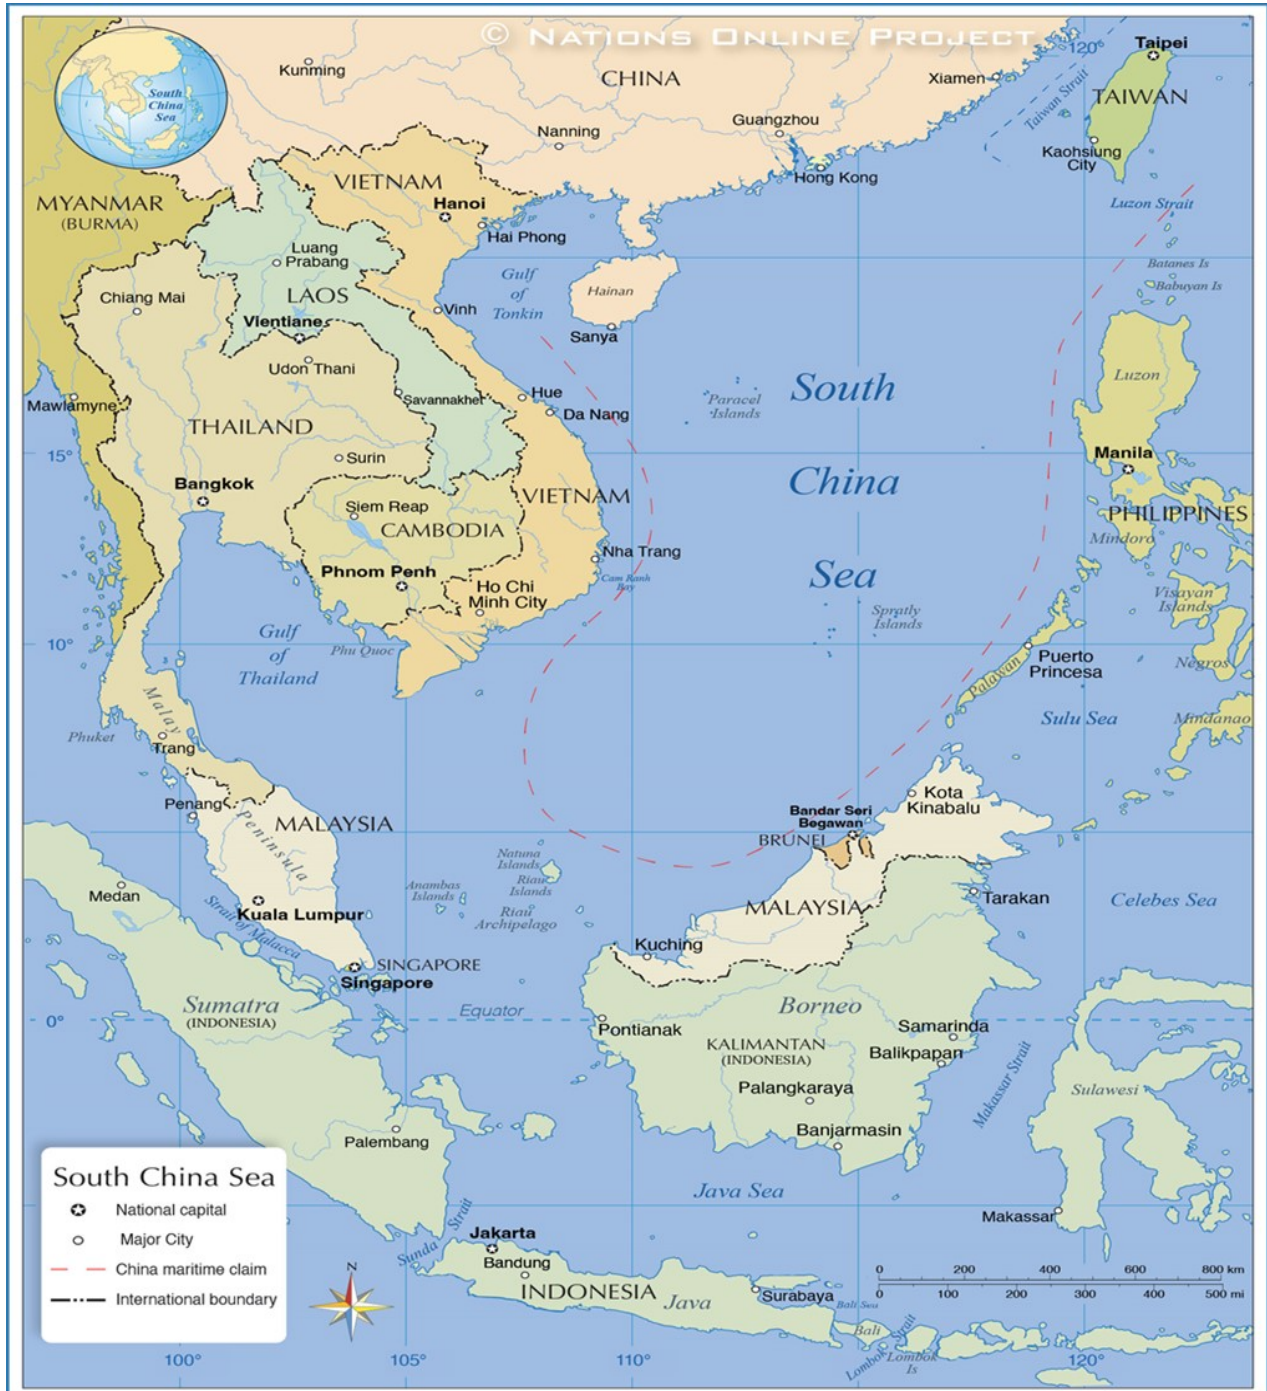 © Nations Online Project
120°
Taipei
Kunming
CHINA
Xiamen
Taiwan Strait
TAIWAN
South
China
Sea
Nanning
Guangzhou
Kaohsiung
City
Hong Kong
VIETNAM
MYANMAR
(BURMA)
Hanoi
Luzon Strait
Hai Phong
Luang
Prabang
Gulf
of
Tonkin
Batanes Is
Babuyan Is
Hainan
Chiang Mai
LAOS
Vinh
Vientiane
Sanya
Udon Thani
Luzon
South
China
Sea
Hue
Paracel
Islands
Mawlamyne
Savannakhet
Da Nang
THAILAND
15°
Surin
Manila
Bangkok
VIETNAM
Siem Reap
CAMBODIA
PHILIPPINES
Mindoro
Nha Trang
Phnom Penh
Cam Ranh
Bay
Ho Chi
Minh City
Visayan
Islands
Spratly
Islands
10°
Gulf
of
Thailand
Phu Quoc
Puerto
Princesa
Palawan
Negros
Malay
Peninsula
Sulu Sea
Mindanao
Phuket
Trang
Penang
Kota
Kinabalu
Bandar Seri
Begawan
BRUNEI
MALAYSIA
Natuna
Islands
Riau
Islands
Anambas
Islands
Riau
Archipelago
Medan
Tarakan
Celebes Sea
Kuala Lumpur
Strait of Malacca
MALAYSIA
Kuching
SINGAPORE
Singapore
Sumatra
(INDONESIA)
Equator
Borneo
0°
Pontianak
Samarinda
KALIMANTAN
(INDONESIA)
Balikpapan
Makassar Strait
Palangkaraya
Sulawesi
Banjarmasin
Palembang
South China Sea
National capital
Major City
China maritime claim
International boundary
Java Sea
Makassar
Sunda Strait
Jakarta
N
Bandung
INDONESIA
Java
Surabaya
0 200 400 600 800 km
0 100 200 300 400 500 mi
Bali Sea
Bali
Lombok Strait
Lombok
Is
100°
105°
110°
120°